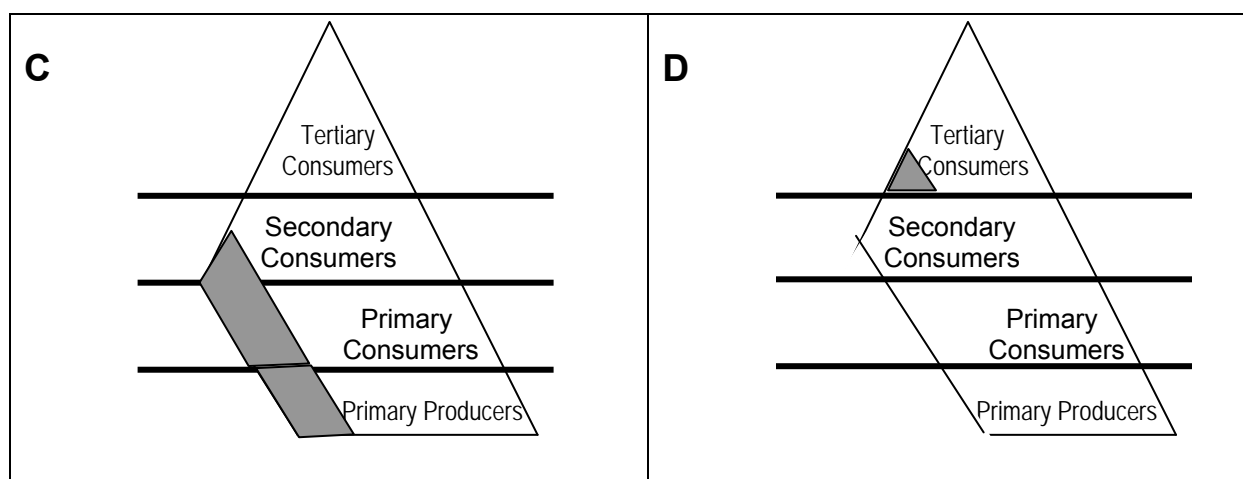 C
Tertiary
Consumers
Secondary
Consumers
Primary
Consumers
Primary Producers
D
Tertiary
Consumers
Secondary
Consumers
Primary
Consumers
Primary Producers